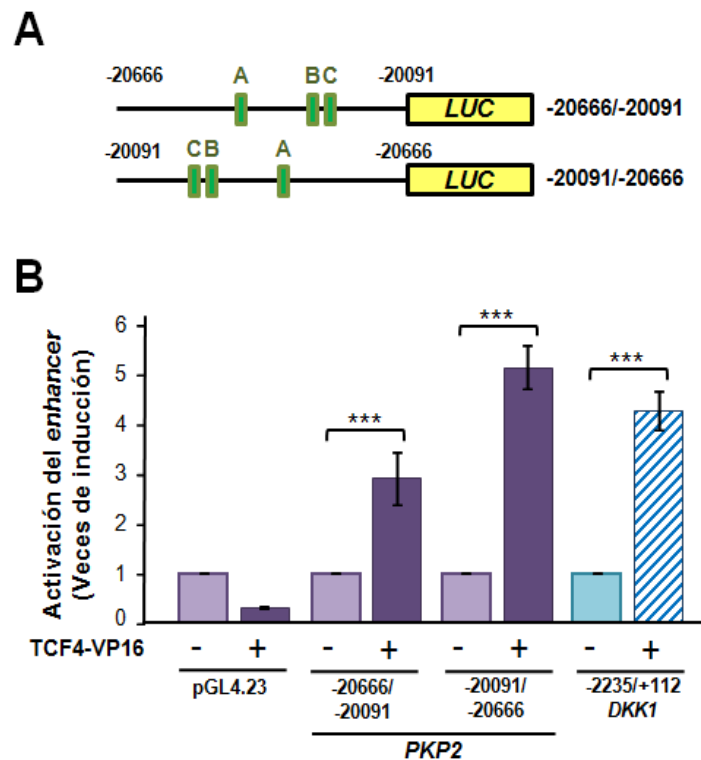 A
-20666 A B C -20091
LUC -20666/-20091
-20091 C B A -20666
LUC -20091/-20666
B
Activación del enhancer
(Veces de inducción)
6
5
4
3
2
1
0
***
***
***
TCF4-VP16 - + - + - + - +
pGL4.23 -20666/ -20091/ -2235/+112
-20091 -20666 DKK1
PKP2